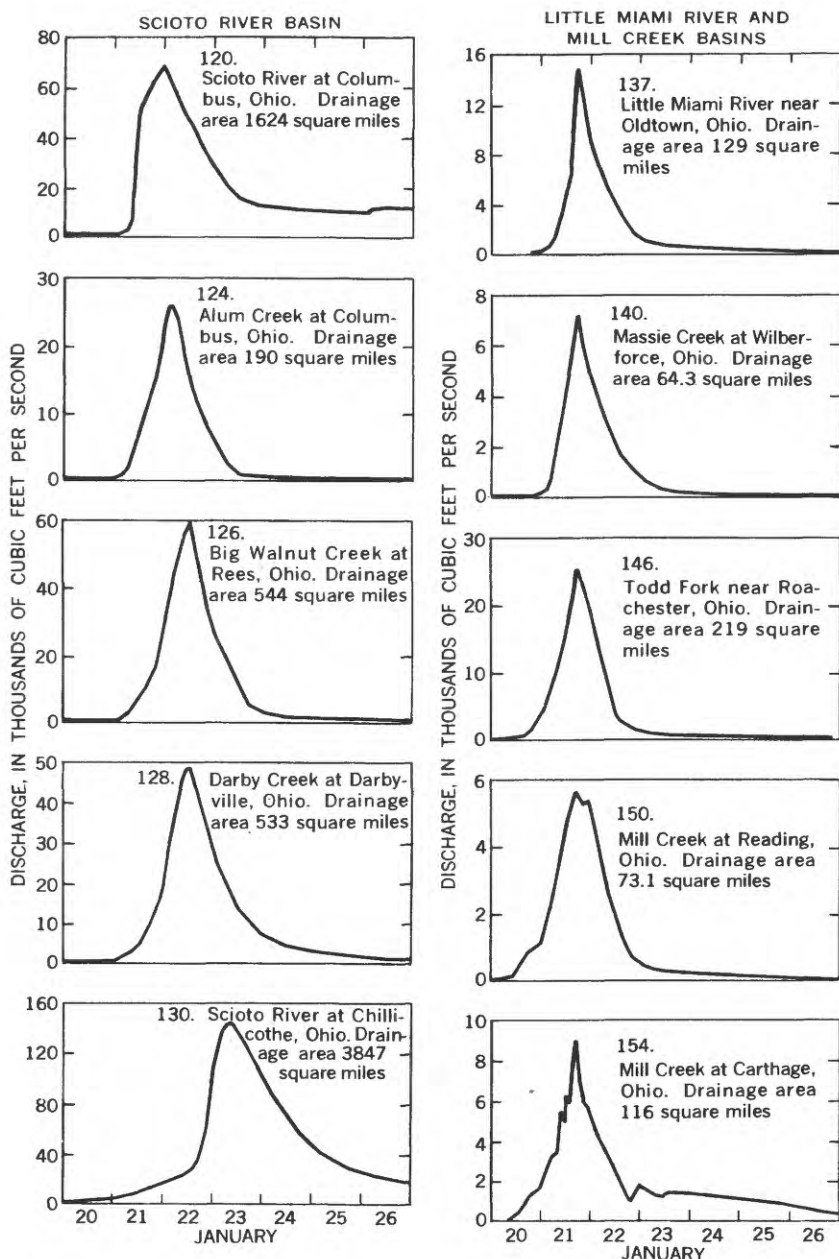 SCIOTO RIVER BASIN
DISCHARGE, IN THOUSANDS OF CUBIC FEET PER SECOND
80
60
40
20
0
120.
Scioto River at Colum-
bus, Ohio. Drainage
area 1624 square miles
30
20
10
0
124.
Alum Creek at Colum-
bus, Ohio. Drainage
area 190 square miles
60
40
20
0
126.
Big Walnut Creek at
Rees, Ohio. Drainage
area 544 square miles
50
40
30
20
10
0
128. Darby Creek at Darby-
ville, Ohio. Drainage
area 533 square miles
160
120
80
40
0
130. Scioto River at Chilli-
cothe, Ohio. Drain-
age area 3847
square miles
20 21 22 23 24 25 26
JANUARY
LITTLE MIAMI RIVER AND
MILL CREEK BASINS
DISCHARGE, IN THOUSANDS OF CUBIC FEET PER SECOND
16
12
8
4
0
137.
Little Miami River near
Oldtown, Ohio. Drain-
age area 129 square
miles
8
6
4
2
0
140.
Massie Creek at Wilber-
force, Ohio. Drainage
area 64.3 square miles
30
20
10
0
146.
Todd Fork near Roa-
chester, Ohio. Drain-
age area 219 square
miles
6
4
2
0
150.
Mill Creek at Reading,
Ohio. Drainage area
73.1 square miles
10
8
6
4
2
0
154.
Mill Creek at Carthage,
Ohio. Drainage area
116 square miles
20 21 22 23 24 25 26
JANUARY